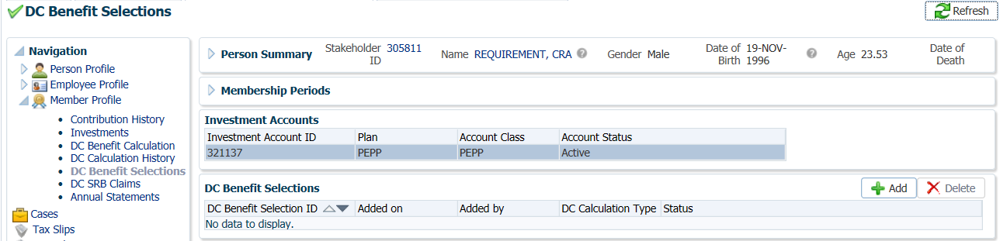 DC Benefit Selections
Refresh
Navigation
Person Profile
Employee Profile
Member Profile
Contribution History
Investments
DC Benefit Calculation
DC Calculation History
DC Benefit Selections
DC SRB Claims
Annual Statements
Cases
Tax Slips
Person Summary Stakeholder ID 305811 Name REQUIREMENT, CRA Gender Male Date of Birth 19-NOV-1996 Age 23.53 Date of Death
Membership Periods
Investment Accounts
Investment Account ID Plan Account Class Account Status
321137 PEPP PEPP Active
DC Benefit Selections
Add Delete
DC Benefit Selection ID Added on Added by DC Calculation Type Status
No data to display.